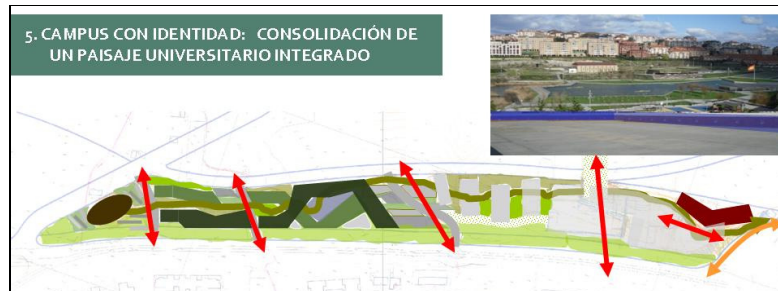 5. CAMPUS CON IDENTIDAD: CONSOLIDACIÓN DE
UN PAISAJE UNIVERSITARIO INTEGRADO